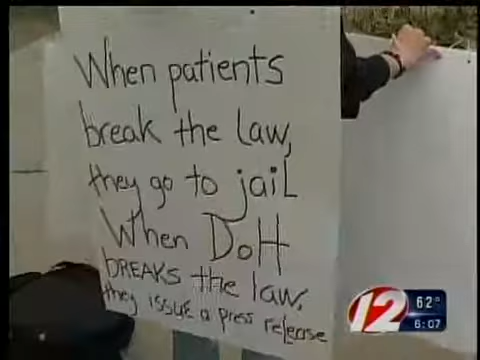 When patients
break the law,
they go to jaiL
When DoH
bREAKS the law,
they issuE a press release
12 62°
6:07